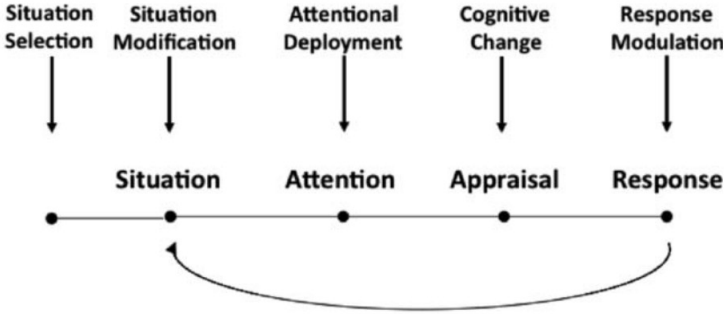 Situation Selection
Situation Modification
Attentional Deployment
Cognitive Change
Response Modulation
Situation
Attention
Appraisal
Response